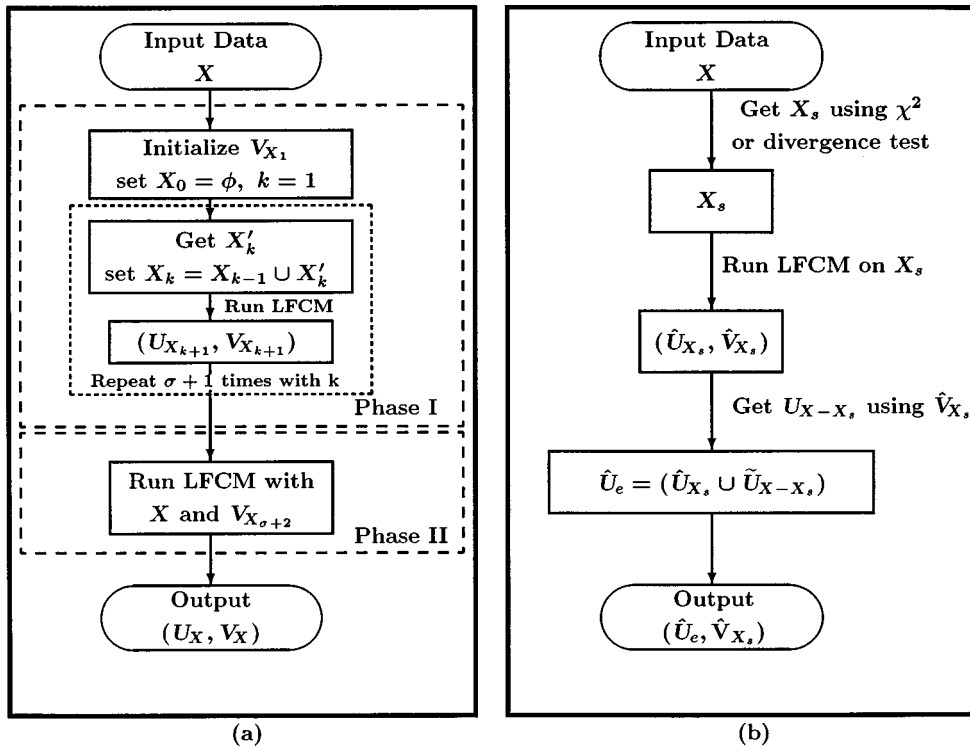 Input Data
X
Initialize V_{X_1}
set X_0 = ϕ, k = 1
Get X'_k
set X_k = X_{k-1} ∪ X'_k
Run LFCM
(U_{X_{k+1}}, V_{X_{k+1}})
Repeat σ + 1 times with k
Phase I
Run LFCM with
X and V_{X_{σ+2}}
Phase II
Output
(U_X, V_X)
(a)
Input Data
X
Get X_s using χ^2
or divergence test
X_s
Run LFCM on X_s
(Û_{X_s}, V̂_{X_s})
Get U_{X-X_s} using V̂_{X_s}
Û_e = (Û_{X_s} ∪ Ũ_{X-X_s})
Output
(Û_e, V̂_{X_s})
(b)